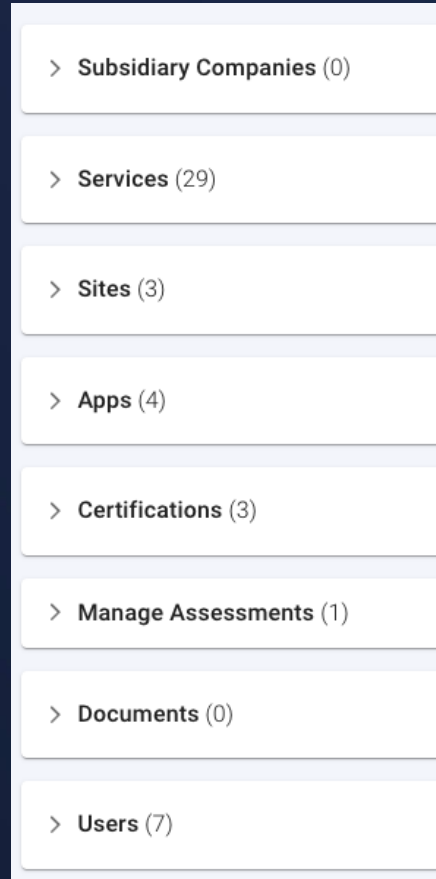 Subsidiary Companies (0)
Services (29)
Sites (3)
Apps (4)
Certifications (3)
Manage Assessments (1)
Documents (0)
Users (7)